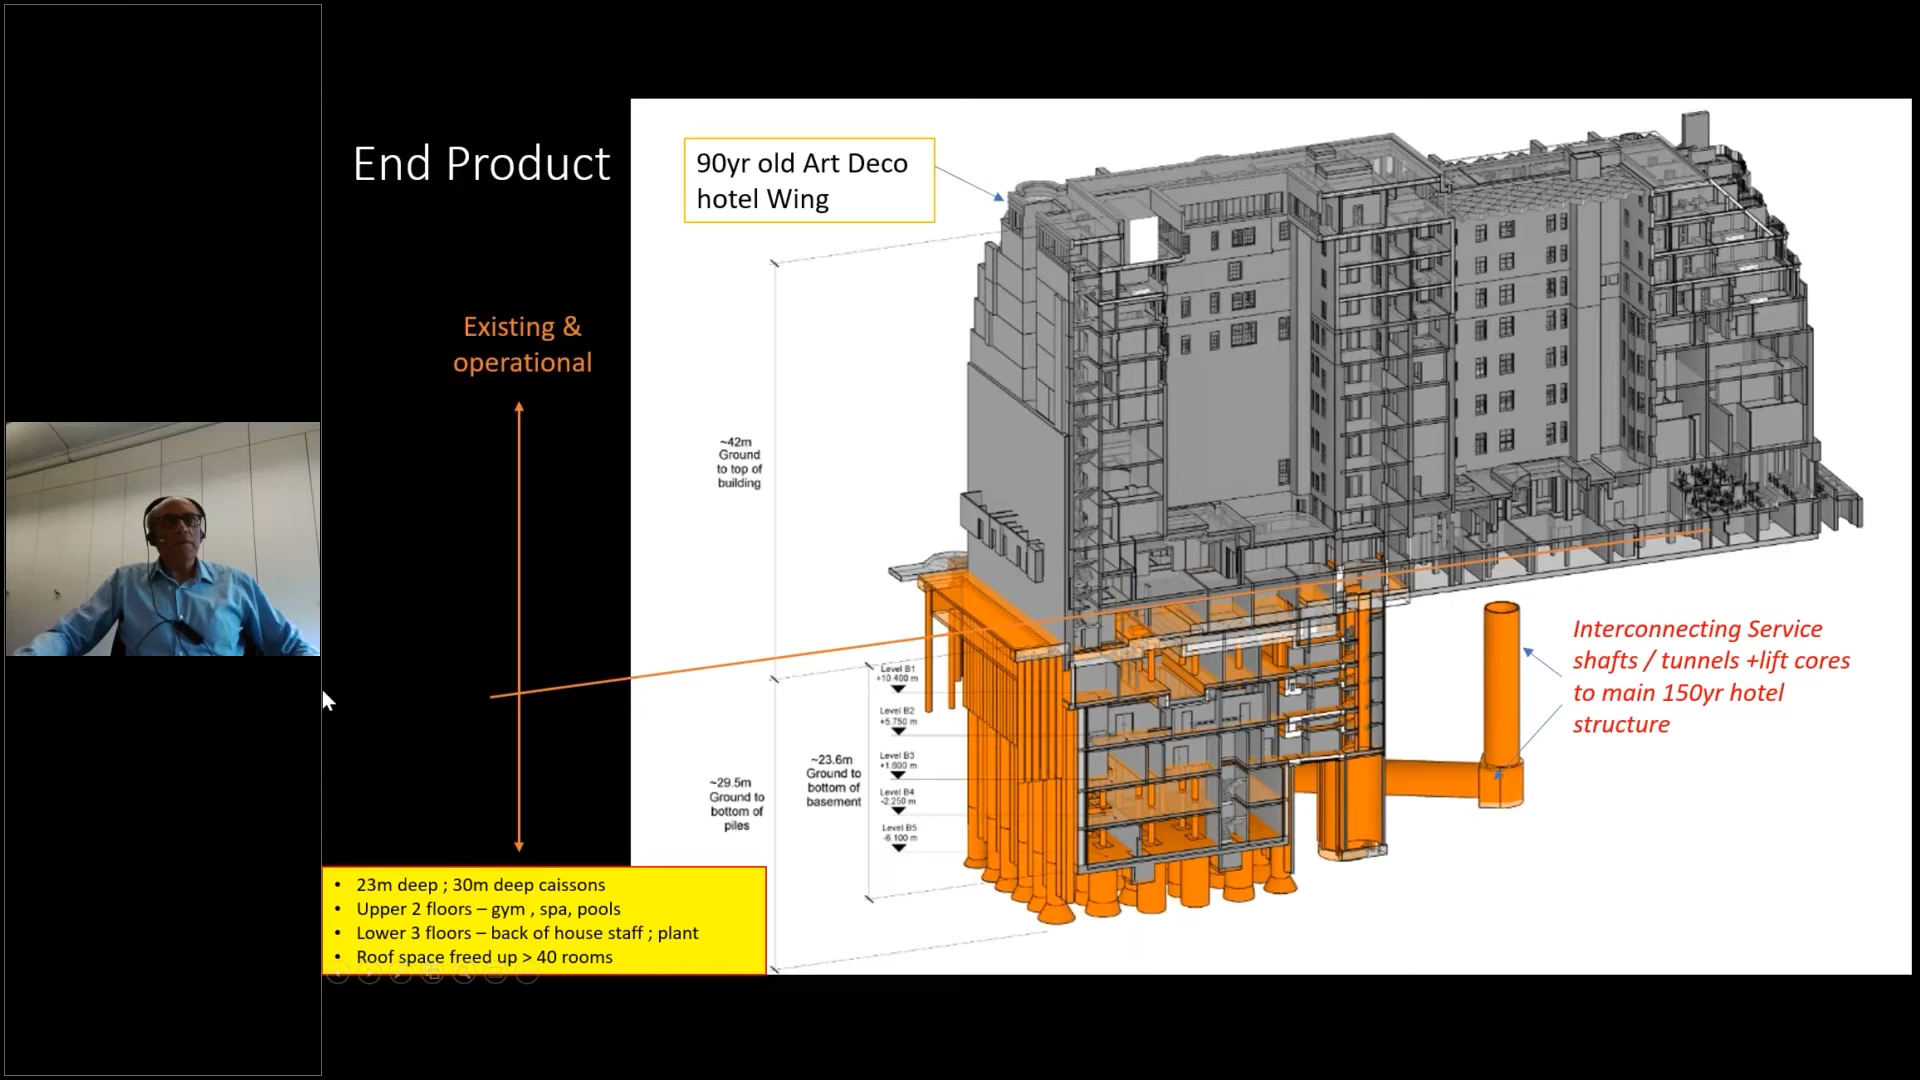 End Product
90yr old Art Deco
hotel Wing
Existing &
operational
~42m
Ground
to top of
building
Interconnecting Service
shafts / tunnels +lift cores
to main 150yr hotel
structure
Level B1
+10.400 m
Level B2
+5.750 m
Level B3
+1.600 m
Level B4
-2.250 m
Level B5
-6.100 m
~23.6m
Ground to
bottom of
basement
~29.5m
Ground to
bottom of
piles
• 23m deep ; 30m deep caissons
• Upper 2 floors – gym , spa, pools
• Lower 3 floors – back of house staff ; plant
• Roof space freed up > 40 rooms